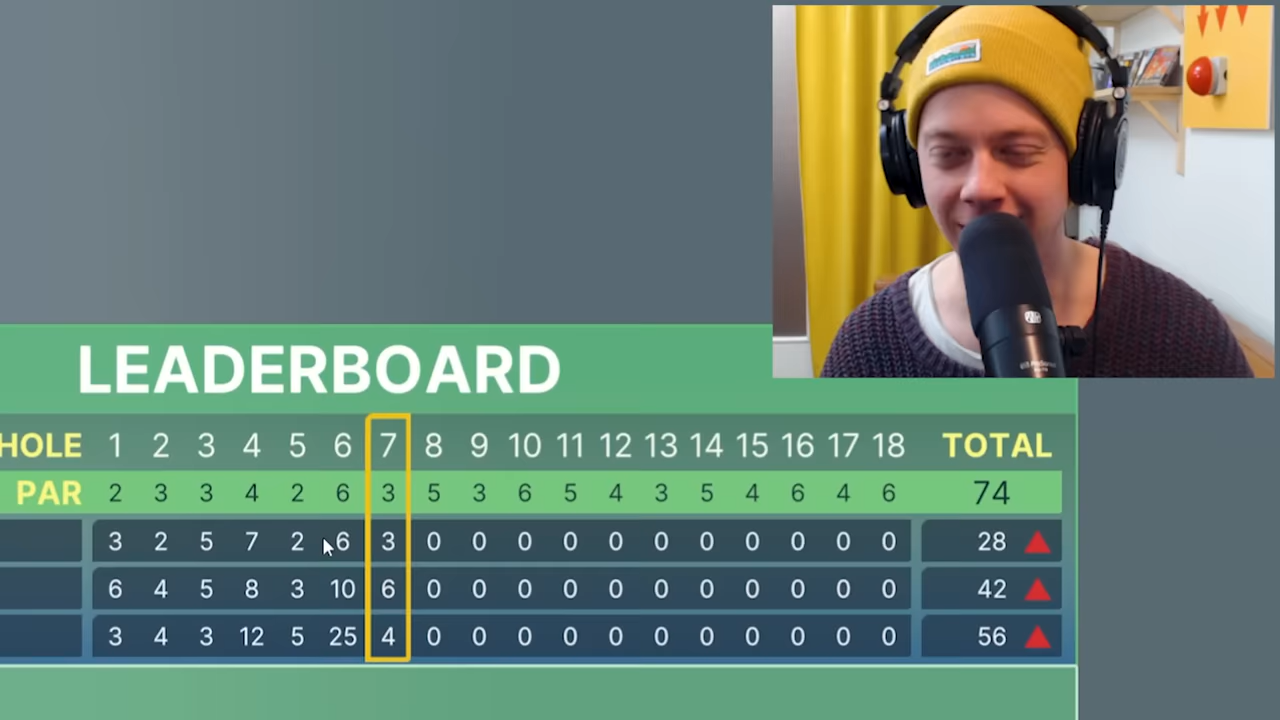 LEADERBOARD
HOLE 1 2 3 4 5 6 7 8 9 10 11 12 13 14 15 16 17 18 TOTAL
PAR 2 3 3 4 2 6 3 5 3 6 5 4 3 5 4 6 4 6 74
3 2 5 7 2 6 3 0 0 0 0 0 0 0 0 0 0 0 28
6 4 5 8 3 10 6 0 0 0 0 0 0 0 0 0 0 0 42
3 4 3 12 5 25 4 0 0 0 0 0 0 0 0 0 0 0 56